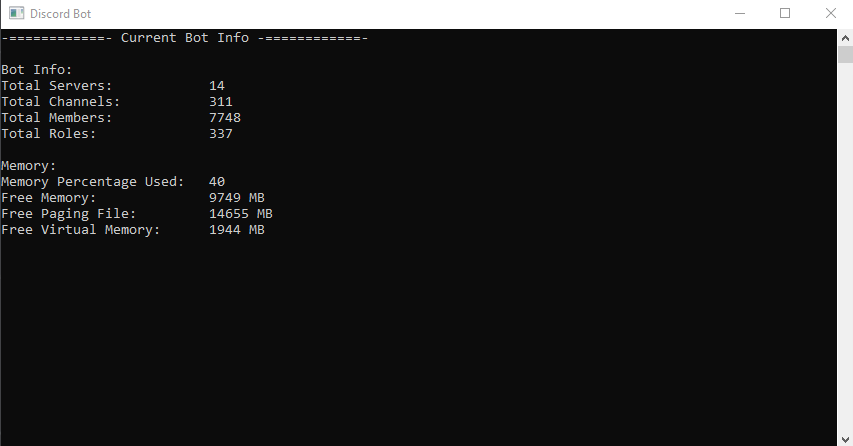 Discord Bot
-=============- Current Bot Info -=============-
Bot Info:
Total Servers: 14
Total Channels: 311
Total Members: 7748
Total Roles: 337
Memory:
Memory Percentage Used: 40
Free Memory: 9749 MB
Free Paging File: 14655 MB
Free Virtual Memory: 1944 MB